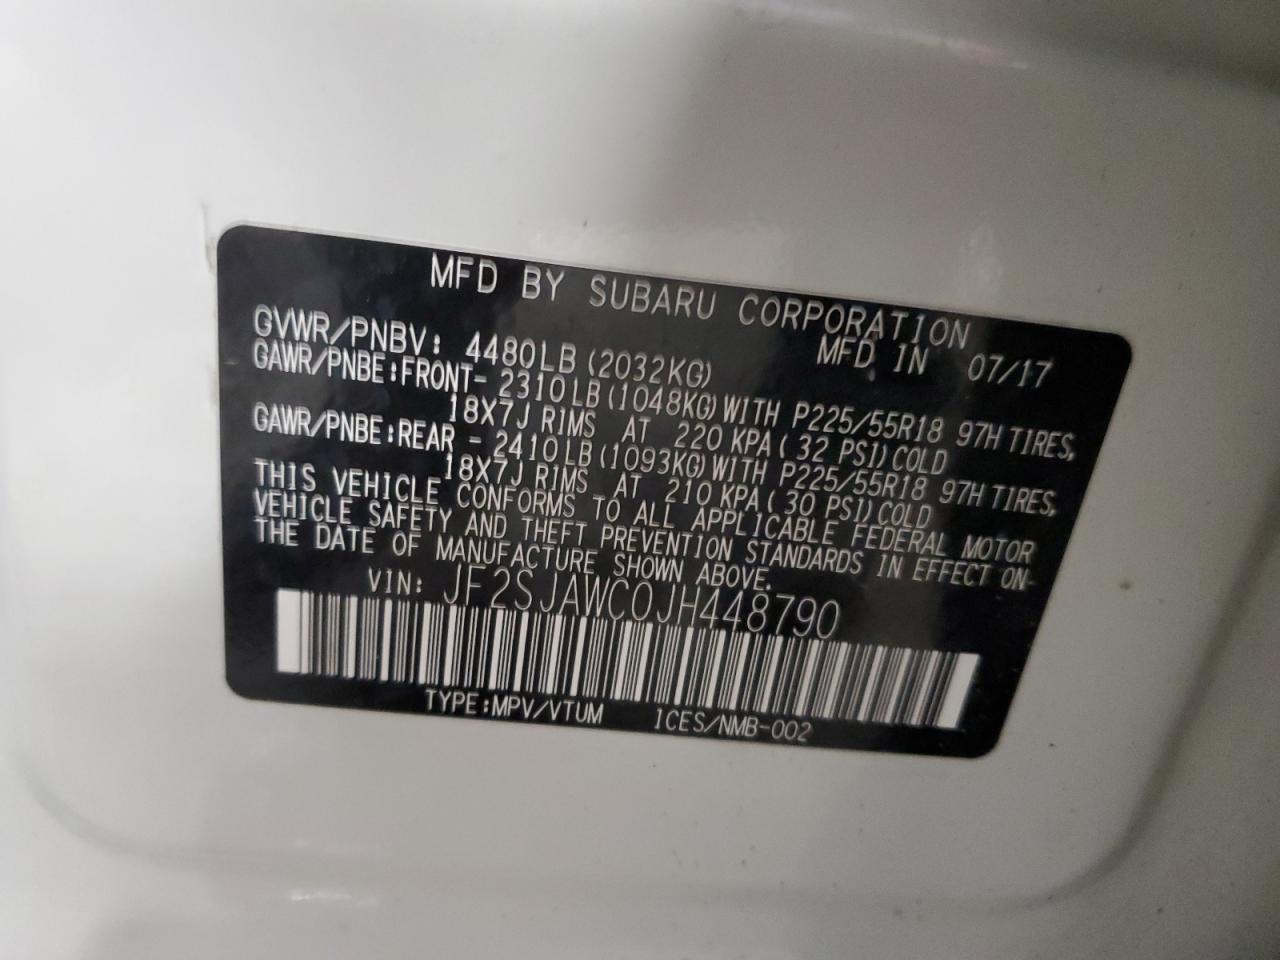 MFD BY SUBARU CORPORATION
MFD IN 07/17
GVWR/PNBV: 4480LB (2032KG)
GAWR/PNBE:FRONT- 2310LB (1048KG) WITH P225/55R18 97H TIRES,
18X7J RIMS AT 220 KPA( 32 PSI) COLD
GAWR/PNBE:REAR - 2410LB (1093KG) WITH P225/55R18 97H TIRES,
18X7J RIMS AT 210 KPA( 30 PSI) COLD
THIS VEHICLE CONFORMS TO ALL APPLICABLE FEDERAL MOTOR
VEHICLE SAFETY AND THEFT PREVENTION STANDARDS IN EFFECT ON
THE DATE OF MANUFACTURE SHOWN ABOVE.
VIN: JF2SJAWC0JH448790
TYPE:MPV/VTUM ICES/NMB-002